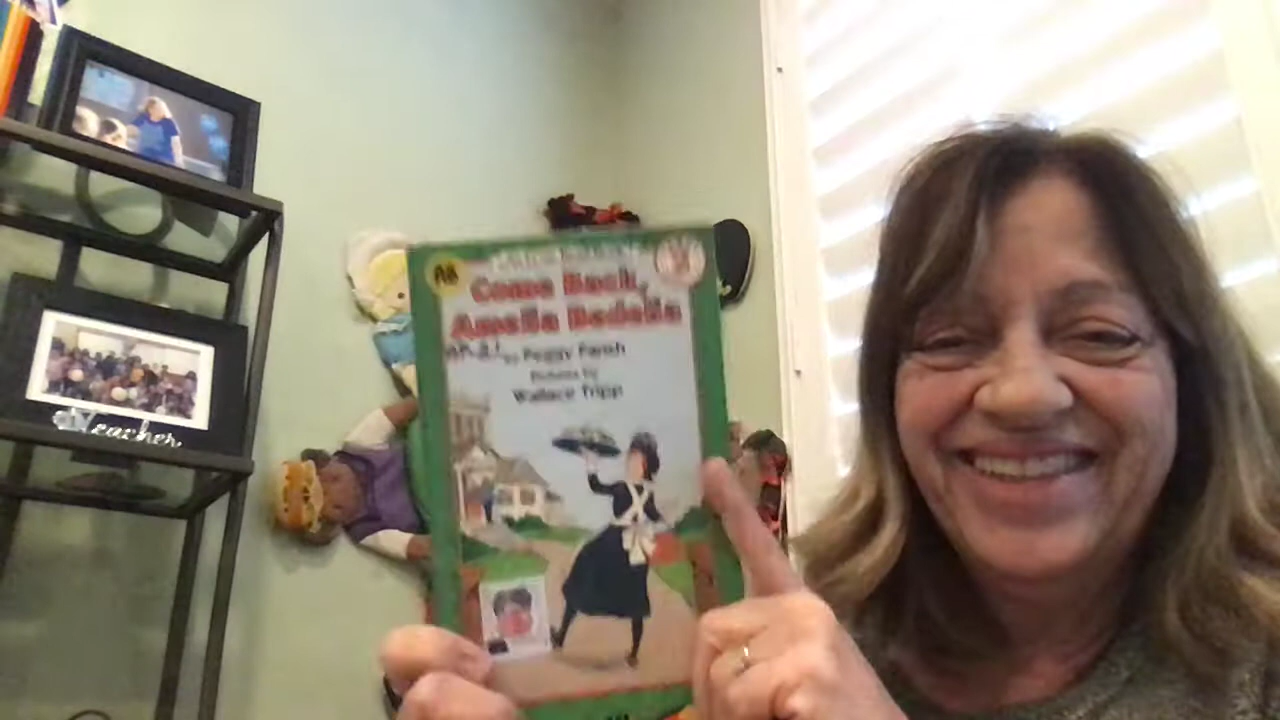 Come Back,
Amelia Bedelia
by Peggy Parish
Pictures by
Wallace Tripp
Teacher